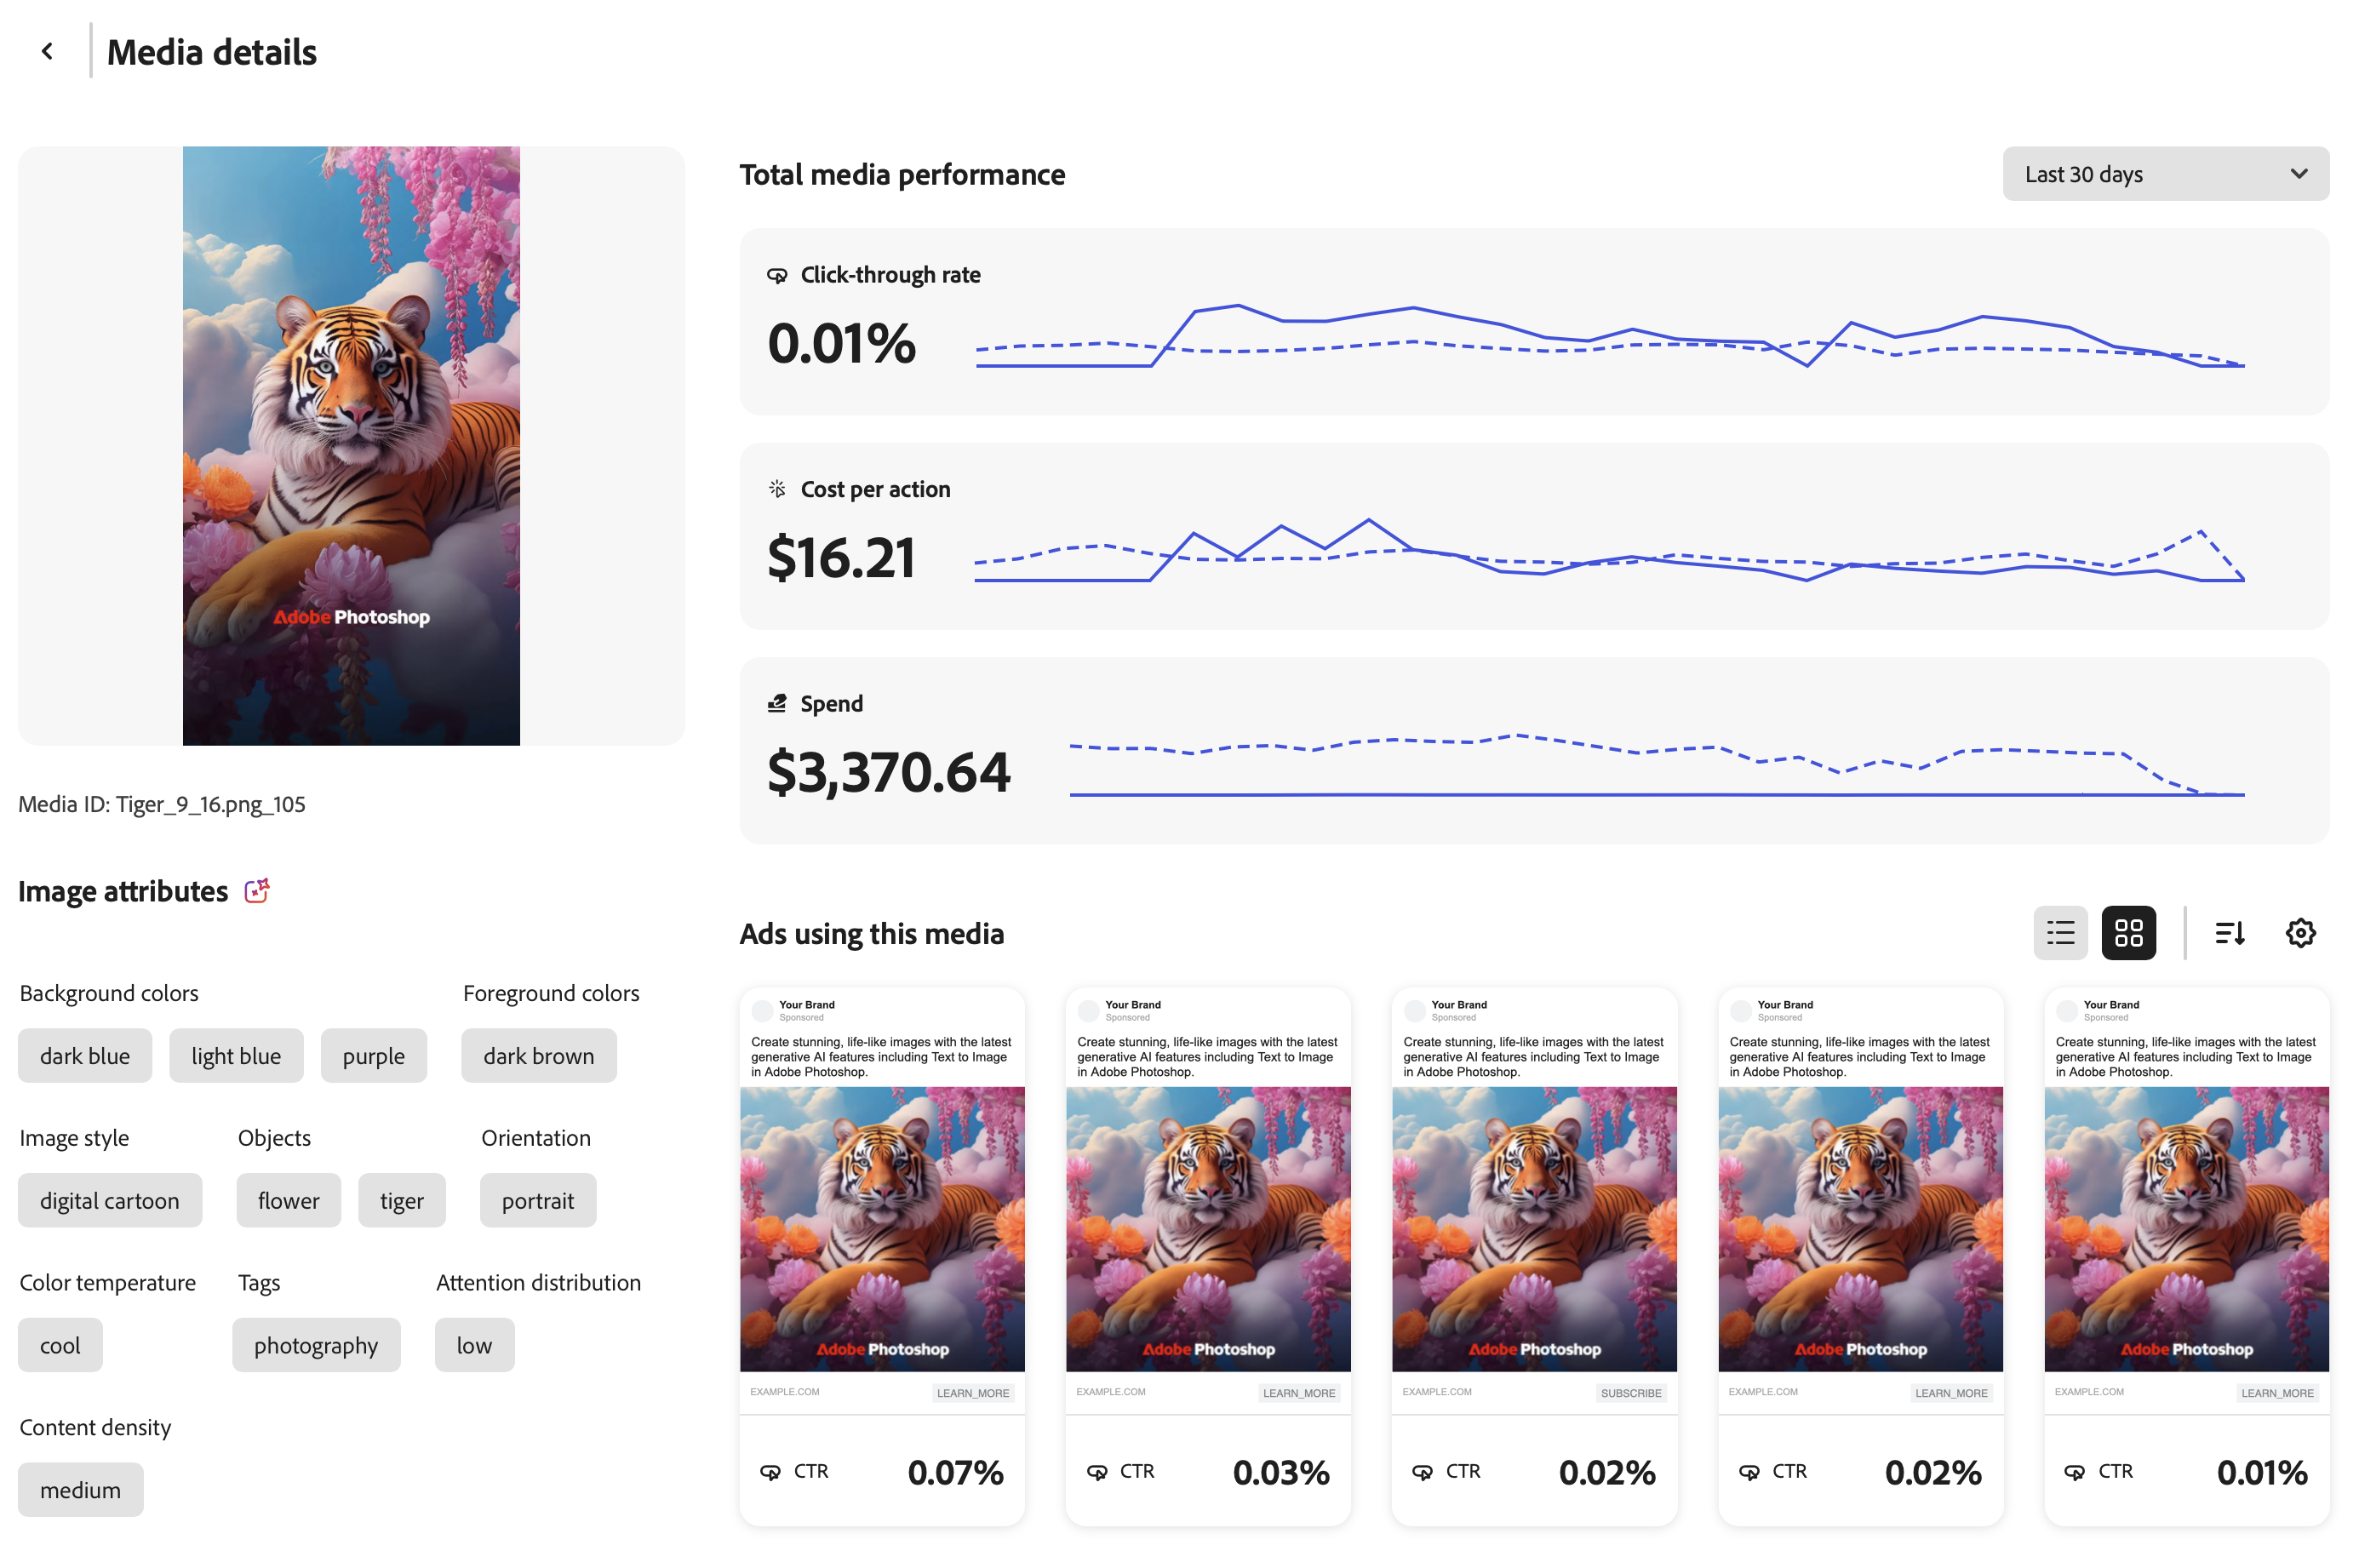 Media details
Adobe Photoshop
Media ID: Tiger_9_16.png_105
Image attributes
Background colors
Foreground colors
dark blue
light blue
purple
dark brown
Image style
Objects
Orientation
digital cartoon
flower
tiger
portrait
Color temperature
Tags
Attention distribution
cool
photography
low
Content density
medium
Total media performance
Last 30 days
Click-through rate
0.01%
Cost per action
$16.21
Spend
$3,370.64
Ads using this media
Your Brand
Sponsored
Create stunning, life-like images with the latest
generative AI features including Text to Image
in Adobe Photoshop.
Adobe Photoshop
EXAMPLE.COM
LEARN_MORE
CTR
0.07%
Your Brand
Sponsored
Create stunning, life-like images with the latest
generative AI features including Text to Image
in Adobe Photoshop.
Adobe Photoshop
EXAMPLE.COM
LEARN_MORE
CTR
0.03%
Your Brand
Sponsored
Create stunning, life-like images with the latest
generative AI features including Text to Image
in Adobe Photoshop.
Adobe Photoshop
EXAMPLE.COM
SUBSCRIBE
CTR
0.02%
Your Brand
Sponsored
Create stunning, life-like images with the latest
generative AI features including Text to Image
in Adobe Photoshop.
Adobe Photoshop
EXAMPLE.COM
LEARN_MORE
CTR
0.02%
Your Brand
Sponsored
Create stunning, life-like images with the latest
generative AI features including Text to Image
in Adobe Photoshop.
Adobe Photoshop
EXAMPLE.COM
LEARN_MORE
CTR
0.01%